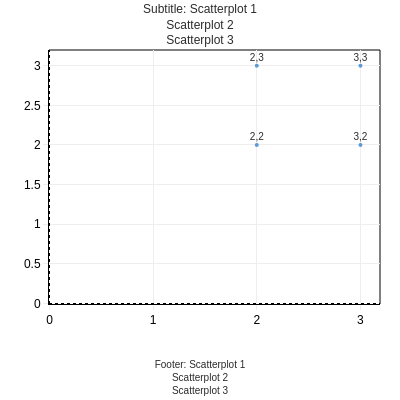 Subtitle: Scatterplot 1
Scatterplot 2
Scatterplot 3
3
2,3
3,3
2.5
2
2,2
3,2
1.5
1
0.5
0
0
1
2
3
Footer: Scatterplot 1
Scatterplot 2
Scatterplot 3